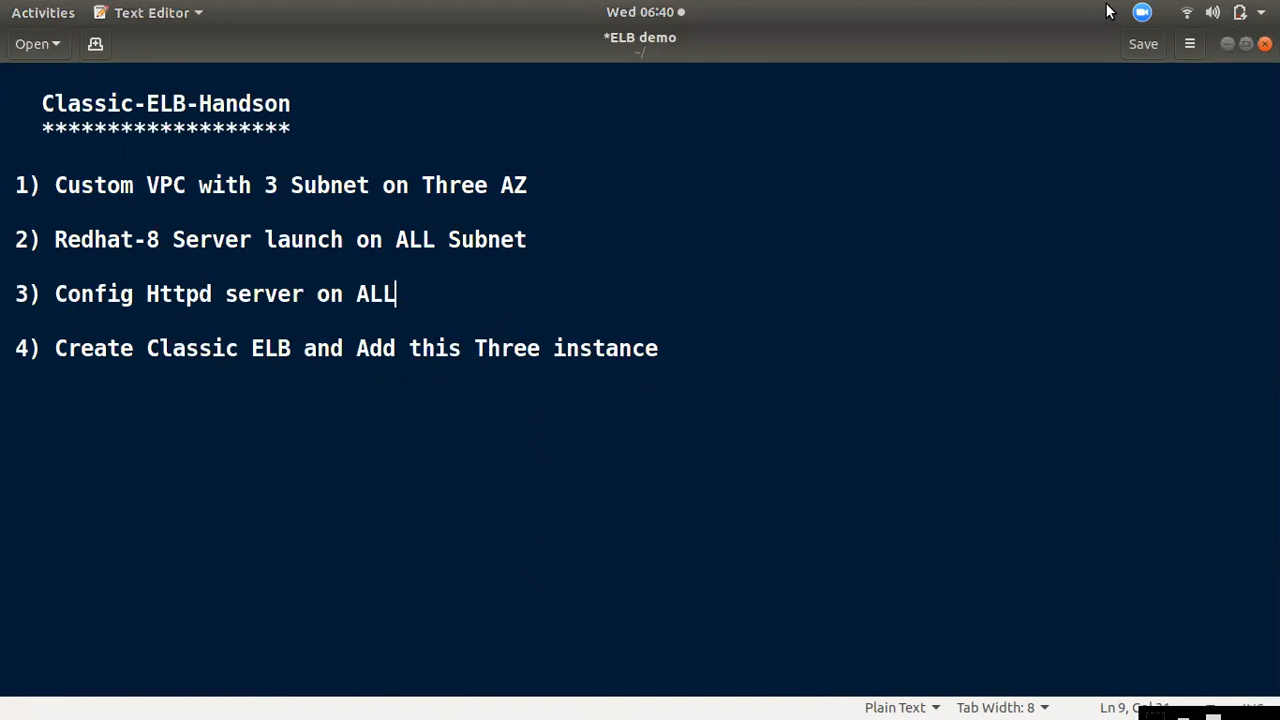 Activities Text Editor Wed 06:40
Open *ELB demo Save
~/
Classic-ELB-Handson
*******************
1) Custom VPC with 3 Subnet on Three AZ
2) Redhat-8 Server launch on ALL Subnet
3) Config Httpd server on ALL
4) Create Classic ELB and Add this Three instance
Plain Text Tab Width: 8 Ln 9,